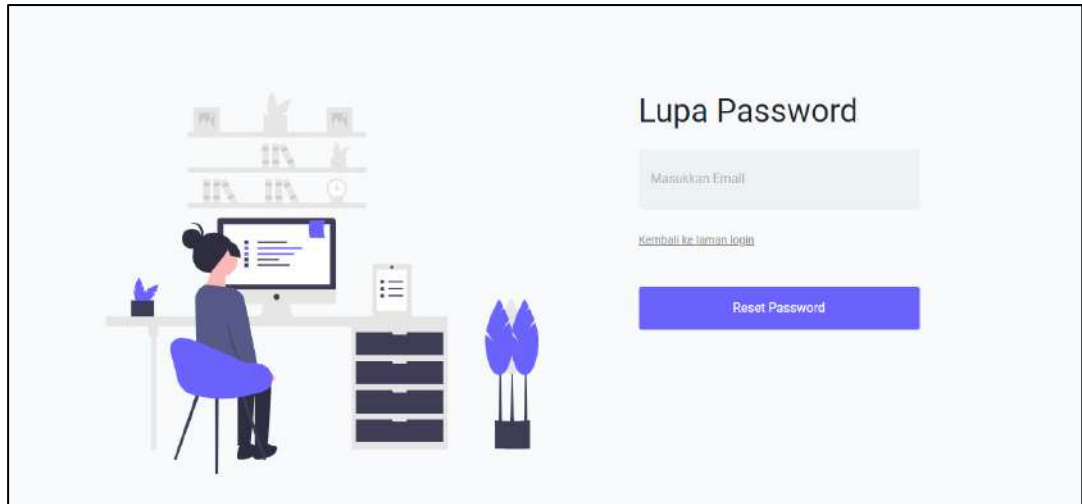 Lupa Password
Masukkan Email
Kembali ke laman login
Reset Password